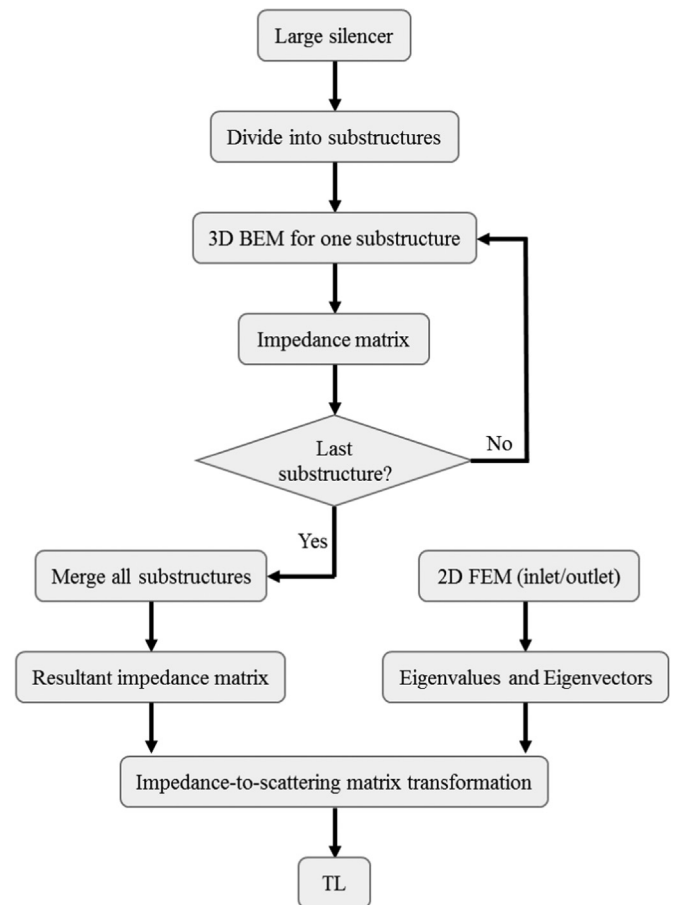 Large silencer
Divide into substructures
3D BEM for one substructure
Impedance matrix
Last
substructure?
No
Yes
Merge all substructures
2D FEM (inlet/outlet)
Resultant impedance matrix
Eigenvalues and Eigenvectors
Impedance-to-scattering matrix transformation
TL